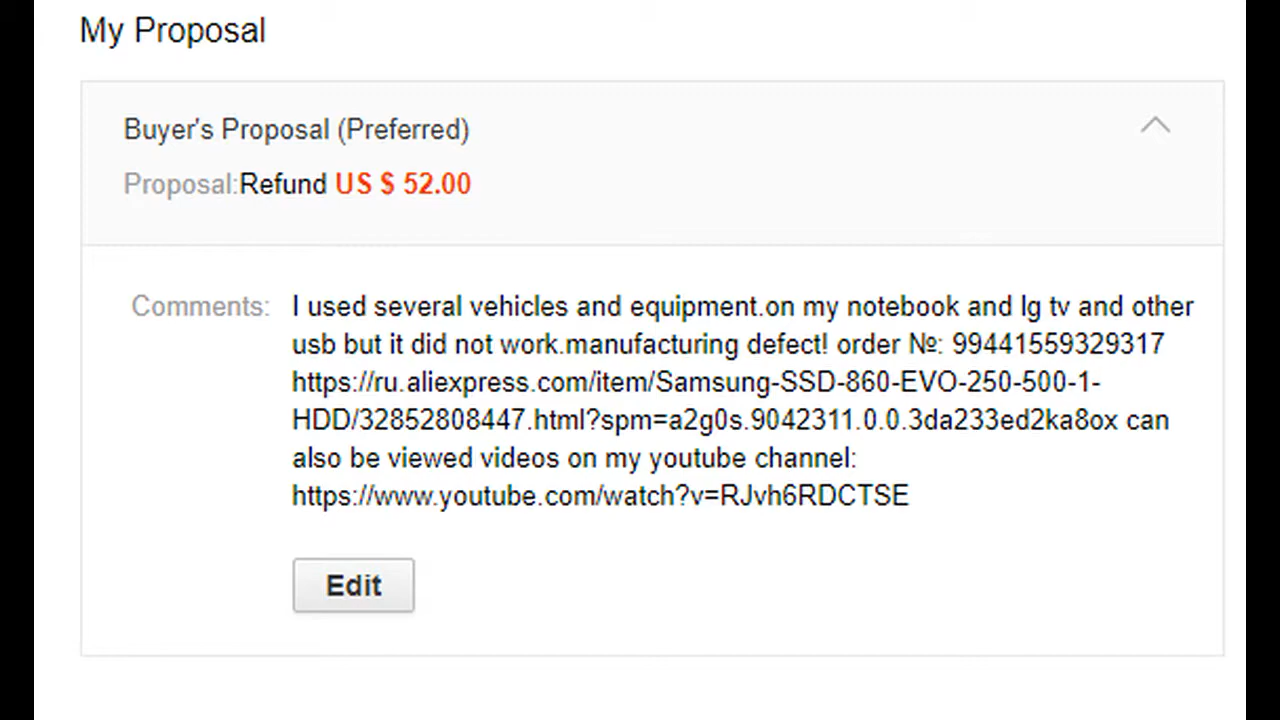 My Proposal
Buyer's Proposal (Preferred)
Proposal:Refund US $ 52.00
Comments: I used several vehicles and equipment.on my notebook and lg tv and other
usb but it did not work.manufacturing defect! order №: 99441559329317
https://ru.aliexpress.com/item/Samsung-SSD-860-EVO-250-500-1-
HDD/32852808447.html?spm=a2g0s.9042311.0.0.3da233ed2ka8ox can
also be viewed videos on my youtube channel:
https://www.youtube.com/watch?v=RJvh6RDCTSE
Edit